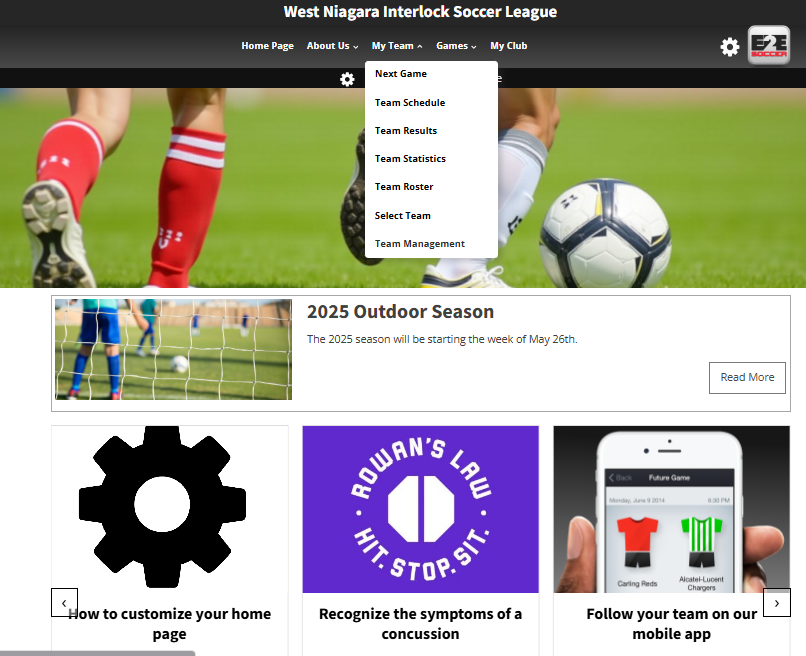 West Niagara Interlock Soccer League
Home Page About Us My Team Games My Club
E2E
SOCCER
e
Next Game
Team Schedule
Team Results
Team Statistics
Team Roster
Select Team
Team Management
2025 Outdoor Season
The 2025 season will be starting the week of May 26th.
Read More
ROWAN'S LAW
HIT. STOP. SIT.
Back Future Game
Monday, June 9 2014 6:30 PM
Carling Reds
Alcatel-Lucent
Chargers
How to customize your home
page
Recognize the symptoms of a
concussion
Follow your team on our
mobile app